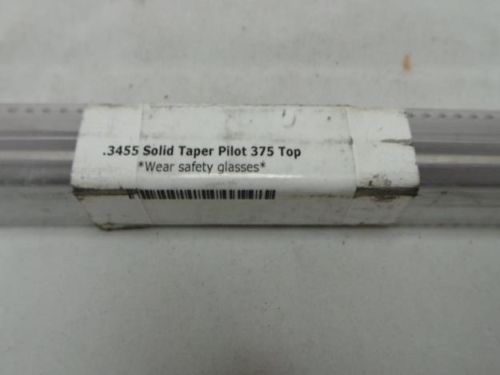 .3455 Solid Taper Pilot 375 Top
*Wear safety glasses*